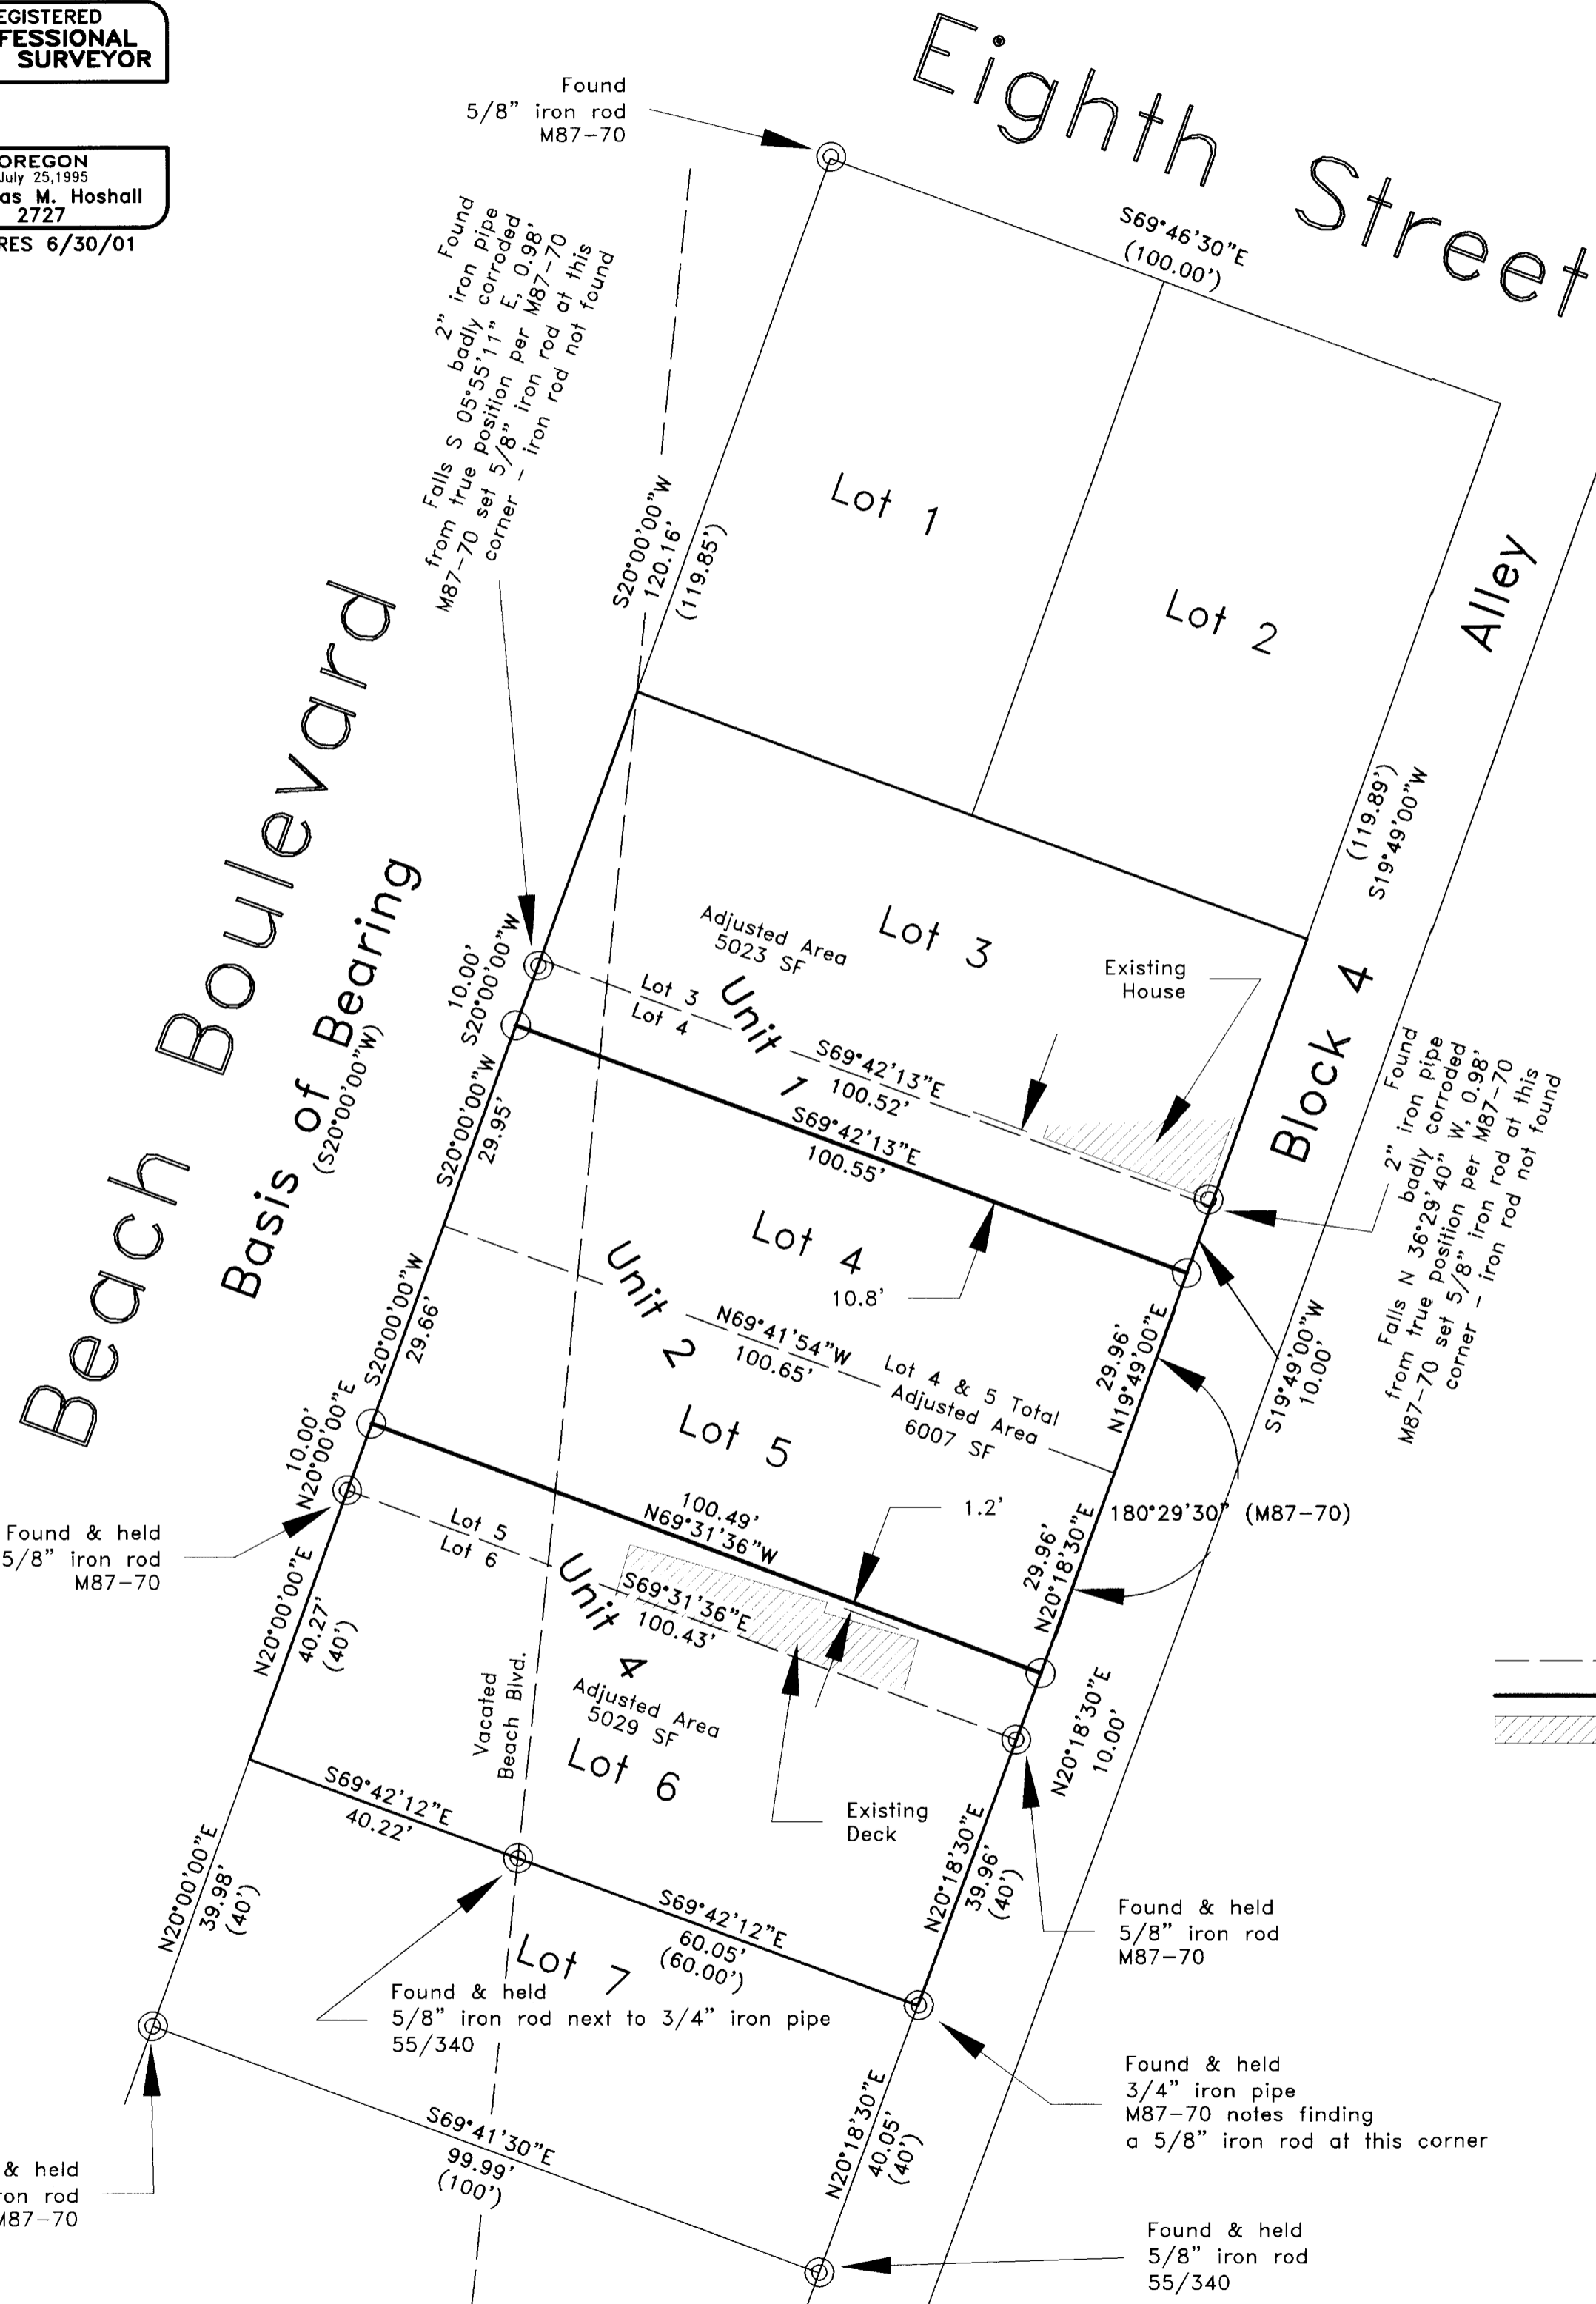 EGISTERED
FESSIONAL
SURVEYOR
OREGON
July 25,1995
as M. Hoshall
2727
RES 6/30/01
Eighth Street
Found
5/8" iron rod
M87-70
S69°46'30"E
(100.00')
Found
2" iron pipe
badly corroded
Falls S 05°55'11" E, 0.98'
from true position per M87-70
M87-70 set 5/8" iron rod at this
corner - iron rod not found
S20°00'00"W
120.16'
(119.85')
Lot 1
Lot 2
Alley
(119.89')
S19°49'00"W
Beach Boulevard
Basis of Bearing
(S20°00'00"W)
10.00'
S20°00'00"W
Adjusted Area
5023 SF
Lot 3
Existing
House
Lot 3
Lot 4
Unit 1
S69°42'13"E
100.52'
S69°42'13"E
100.55'
Block 4
Found
2" iron pipe
badly corroded
Falls N 36°29'40" W, 0.98'
from true position per M87-70
M87-70 set 5/8" iron rod at this
corner - iron rod not found
S20°00'00"W
29.95'
Lot 4
10.8'
Unit 2
N69°41'54"W
100.65'
Lot 4 & 5 Total
Adjusted Area
6007 SF
29.96'
N19°49'00"E
S19°49'00"W
10.00'
S20°00'00"W
29.66'
Lot 5
10.00'
N20°00'00"E
100.49'
N69°31'36"W
1.2'
180°29'30" (M87-70)
29.96'
N20°18'30"E
Found & held
5/8" iron rod
M87-70
Lot 5
Lot 6
Unit 4
S69°31'36"E
100.43'
N20°00'00"E
40.27'
(40')
Vacated
Beach Blvd.
Adjusted Area
5029 SF
Lot 6
N20°18'30"E
10.00'
Existing
Deck
S69°42'12"E
40.22'
N20°18'30"E
39.96'
(40')
N20°00'00"E
39.98'
(40')
S69°42'12"E
60.05'
(60.00')
Lot 7
Found & held
5/8" iron rod
M87-70
Found & held
5/8" iron rod next to 3/4" iron pipe
55/340
Found & held
3/4" iron pipe
M87-70 notes finding
a 5/8" iron rod at this corner
S69°41'30"E
99.99'
(100')
N20°18'30"E
40.05'
(40')
& held
ron rod
M87-70
Found & held
5/8" iron rod
55/340